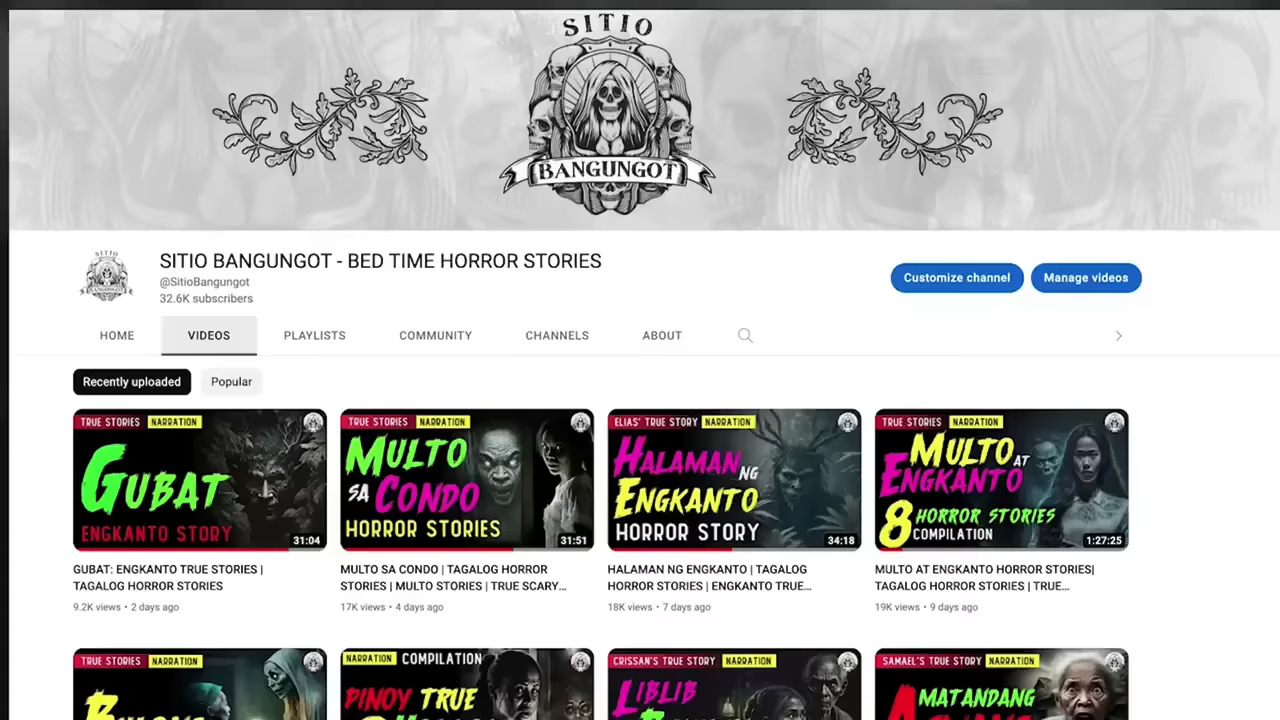 SITIO
BANGUNGOT
SITIO BANGUNGOT - BED TIME HORROR STORIES
@SitioBangungot
32.6K subscribers
Customize channel
Manage videos
HOME
VIDEOS
PLAYLISTS
COMMUNITY
CHANNELS
ABOUT
Recently uploaded
Popular
TRUE STORIES NARRATION
GUBAT
ENGKANTO STORY
31:04
GUBAT: ENGKANTO TRUE STORIES |
TAGALOG HORROR STORIES
9.2K views • 2 days ago
TRUE STORIES NARRATION
MULTO
SA CONDO
HORROR STORIES
31:51
MULTO SA CONDO | TAGALOG HORROR
STORIES | MULTO STORIES | TRUE SCARY...
17K views • 4 days ago
ELIAS' TRUE STORY NARRATION
HALAMAN NG
ENGKANTO
HORROR STORY
34:18
HALAMAN NG ENGKANTO | TAGALOG
HORROR STORIES | ENGKANTO TRUE...
18K views • 7 days ago
TRUE STORIES NARRATION
MULTO AT
ENGKANTO
8 HORROR STORIES
COMPILATION
1:27:25
MULTO AT ENGKANTO HORROR STORIES|
TAGALOG HORROR STORIES | TRUE...
19K views • 9 days ago
TRUE STORIES NARRATION
NARRATION COMPILATION
PINOY TRUE
CRISSAN'S TRUE STORY NARRATION
LIBLIB
SAMAEL'S TRUE STORY NARRATION
MATANDANG